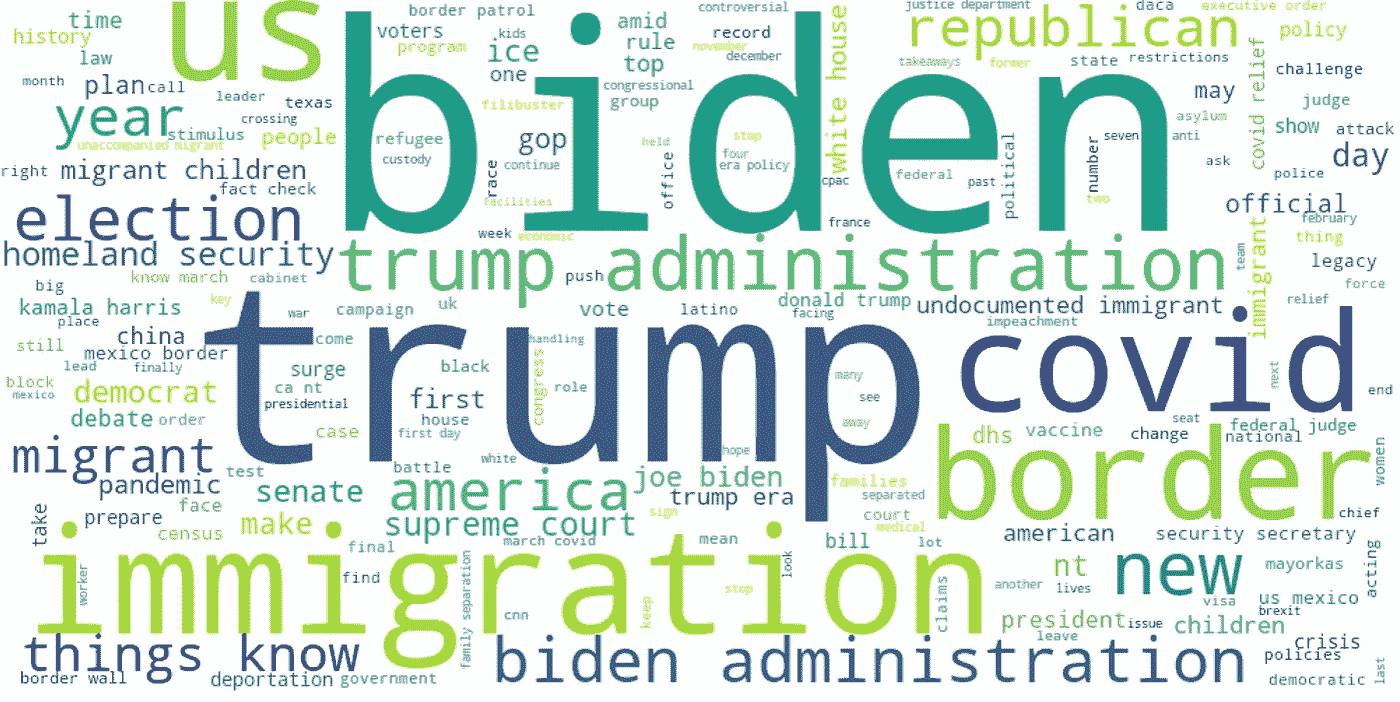 border patrol
controversial
justice department
daca
executive order
time
us
biden
amid
republican
history
voters
ice
rule
record
white house
policy
program
kids
november
december
law
one
top
takeaways
former
state
restrictions
covid relief
challenge
month
plan
call
congressional
leader
texas
filibuster
group
may
judge
year
crossing
asylum
stimulus
people
refugee
gop
held
stop
seven
anti
show
attack
unaccompanied migrant
custody
race
continue
office
four
era policy
political
number
ask
day
right
migrant children
federal
past
cpac
police
fact check
facilities
two
official
election
france
february
week
economic
immigrant
thing
homeland security
trump administration
team
legacy
know march
cabinet
push
force
big
key
kamala harris
war
campaign
uk
vote
latino
donald trump
undocumented immigrant
relief
place
facing
impeachment
china
trump
covid
still
mexico border
come
handling
lead
finally
surge
black
congress
many
next
block
mexico
democrat
ca nt
role
see
end
presidential
first
debate
order
house
away
seat
case
first day
dhs
vaccine
change
federal judge
national
migrant
white
hope
border
women
test
battle
joe biden
families
pandemic
senate
america
trump era
separated
face
sign
court
chief
take
prepare
make
supreme court
medical
census
american
security secretary
immigration
final
march covid
mean
bill
lot
acting
find
look
nt
new
mayorkas
worker
family separation
stop
another
lives
us mexico
cnn
keep
claims
visa
brexit
president
issue
children
things know
leave
crisis
biden administration
policies
border wall
deportation
government
democratic
last